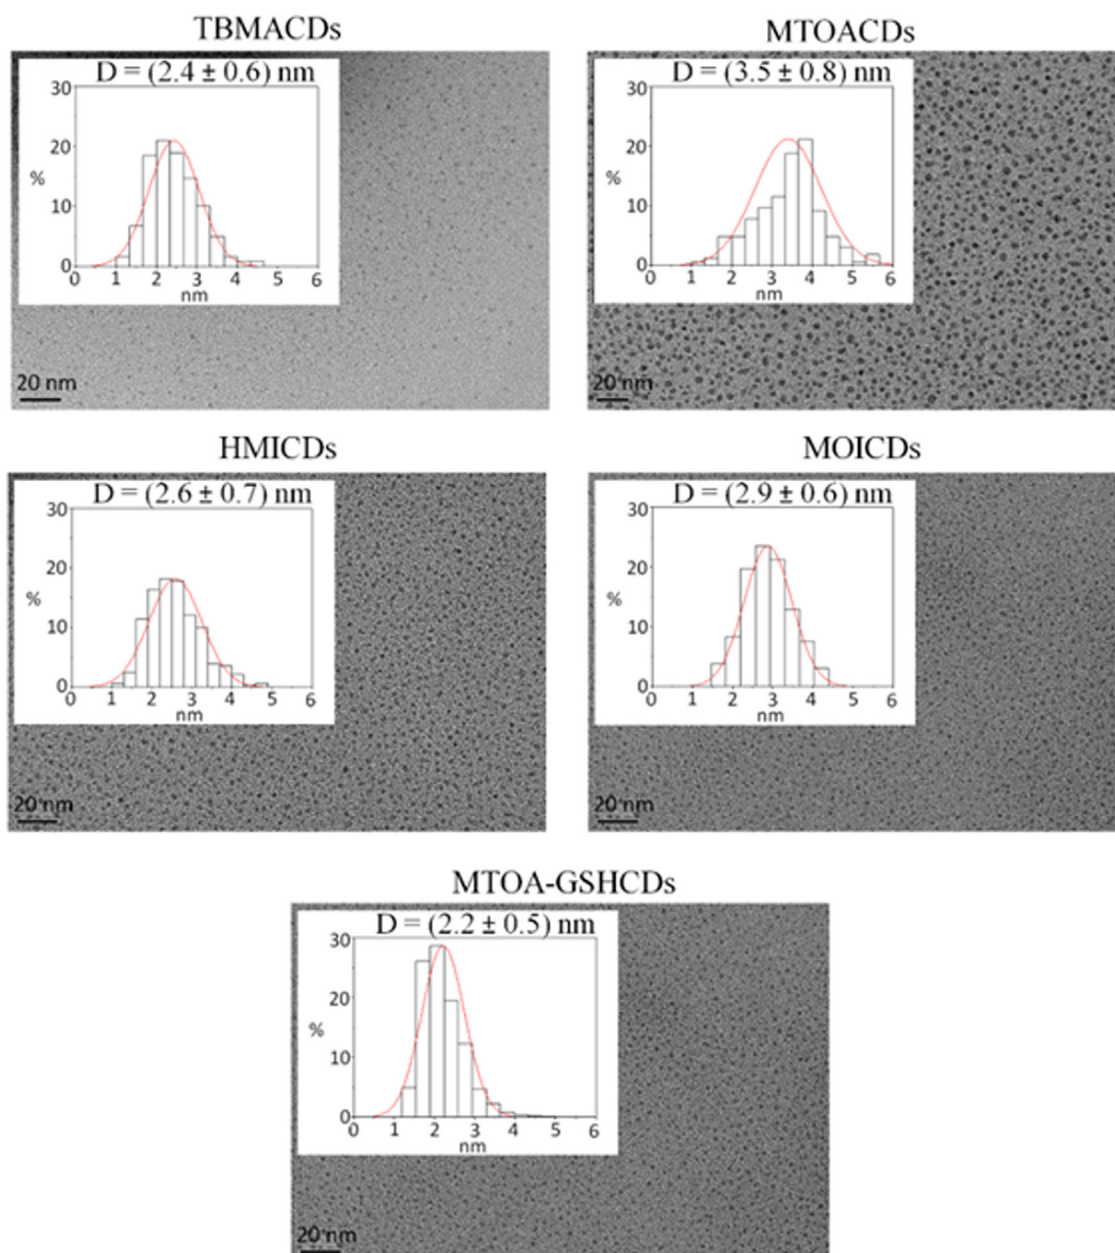 TBMACDs
D = (2.4 ± 0.6) nm
30
20
%
10
0
0 1 2 3 4 5 6
nm
20 nm
MTOACDs
D = (3.5 ± 0.8) nm
30
20
%
10
0
0 1 2 3 4 5 6
nm
20 nm
HMICDs
D = (2.6 ± 0.7) nm
30
20
%
10
0
0 1 2 3 4 5 6
nm
20 nm
MOICDs
D = (2.9 ± 0.6) nm
30
20
%
10
0
0 1 2 3 4 5 6
nm
20 nm
MTOA-GSHCDs
D = (2.2 ± 0.5) nm
30
20
%
10
0
0 1 2 3 4 5 6
nm
20 nm